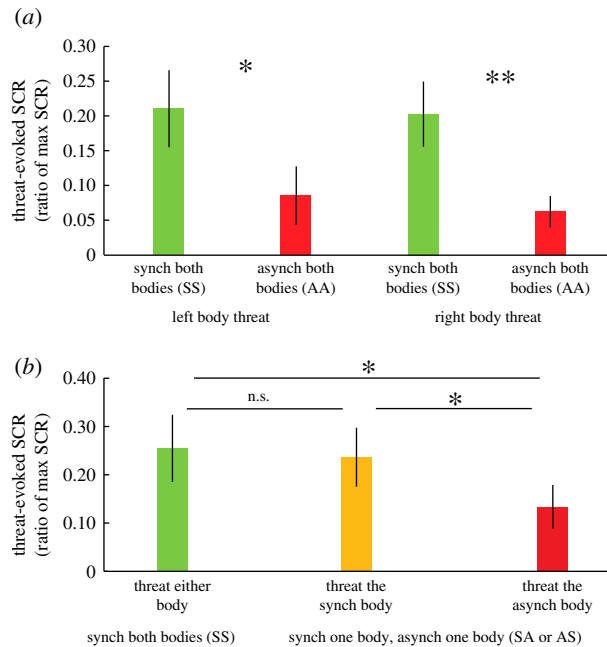 (a)
0.30
0.25
0.20
0.15
0.10
0.05
0
threat-evoked SCR
(ratio of max SCR)
*
**
synch both
bodies (SS)
asynch both
bodies (AA)
synch both
bodies (SS)
asynch both
bodies (AA)
left body threat
right body threat
(b)
0.40
0.30
0.20
0.10
0
threat-evoked SCR
(ratio of max SCR)
*
n.s.
*
threat either
body
threat the
synch body
threat the
asynch body
synch both bodies (SS)
synch one body, asynch one body (SA or AS)